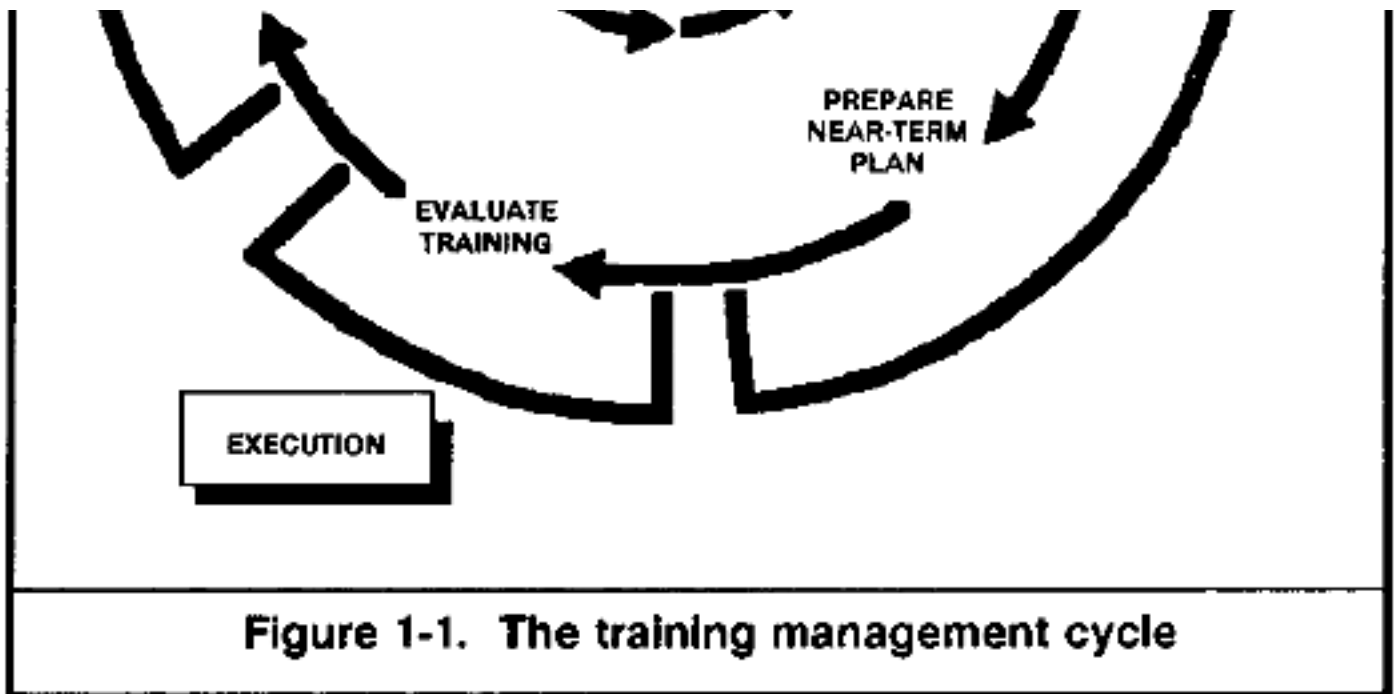 PREPARE
NEAR-TERM
PLAN
EVALUATE
TRAINING
EXECUTION
Figure 1-1. The training management cycle